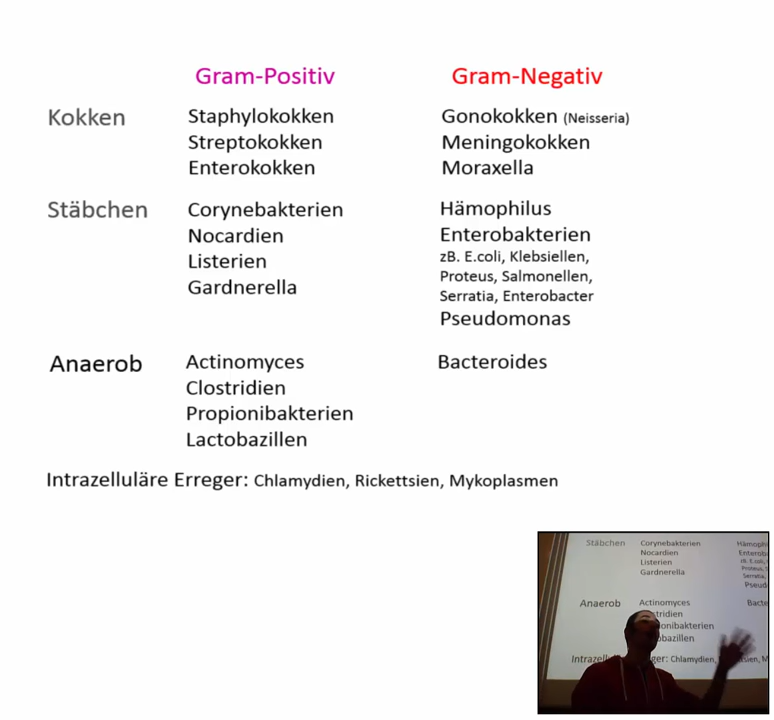 Gram-Positiv Gram-Negativ
Kokken Staphylokokken Gonokokken (Neisseria)
Streptokokken Meningokokken
Enterokokken Moraxella
Stäbchen Corynebakterien Hämophilus
Nocardien Enterobakterien
Listerien zB. E.coli, Klebsiellen,
Gardnerella Proteus, Salmonellen,
Serratia, Enterobacter
Pseudomonas
Anaerob Actinomyces Bacteroides
Clostridien
Propionibakterien
Lactobazillen
Intrazelluläre Erreger: Chlamydien, Rickettsien, Mykoplasmen
Stäbchen Corynebakterien
Nocardien
Listerien
Gardnerella
Anaerob Actinomyces